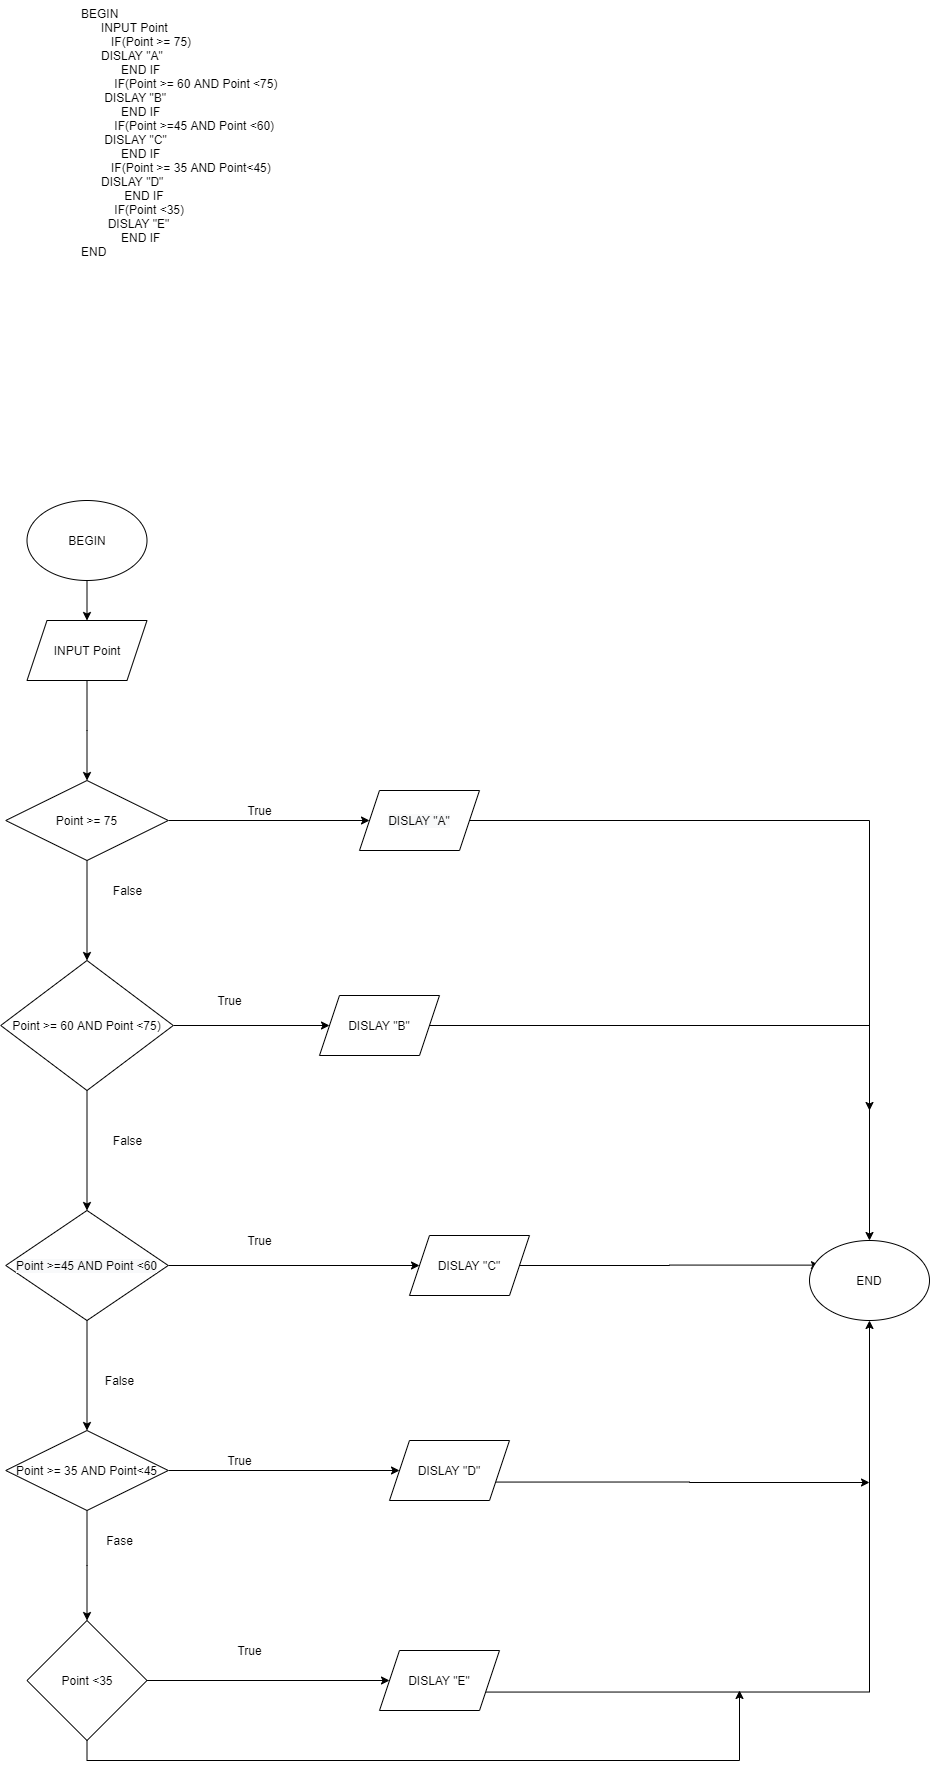 BEGIN
INPUT Point
IF(Point >= 75)
DISLAY "A"
END IF
IF(Point >= 60 AND Point <75)
DISLAY "B"
END IF
IF(Point >=45 AND Point <60)
DISLAY "C"
END IF
IF(Point >= 35 AND Point<45)
DISLAY "D"
END IF
IF(Point <35)
DISLAY "E"
END IF
END
BEGIN
INPUT Point
Point >= 75
True
DISLAY "A"
False
Point >= 60 AND Point <75)
True
DISLAY "B"
False
Point >=45 AND Point <60
True
DISLAY "C"
END
False
Point >= 35 AND Point<45
True
DISLAY "D"
Fase
Point <35
True
DISLAY "E"